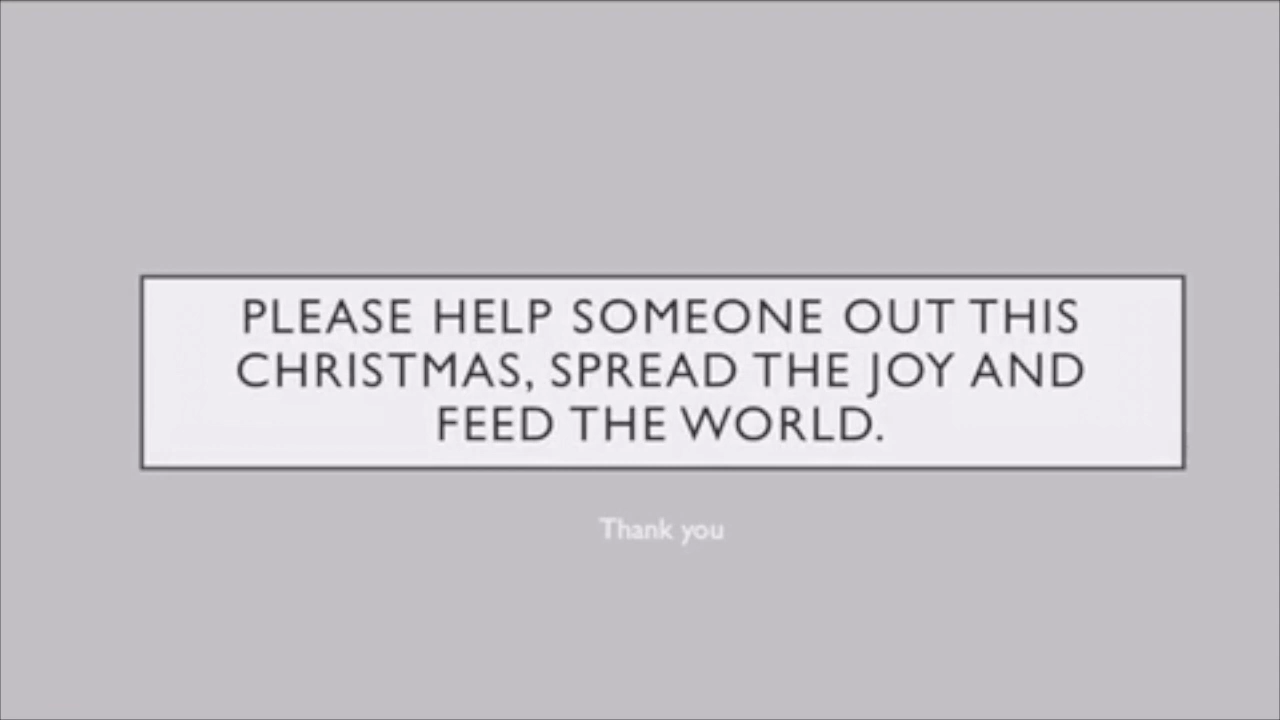 PLEASE HELP SOMEONE OUT THIS
CHRISTMAS, SPREAD THE JOY AND
FEED THE WORLD.
Thank you